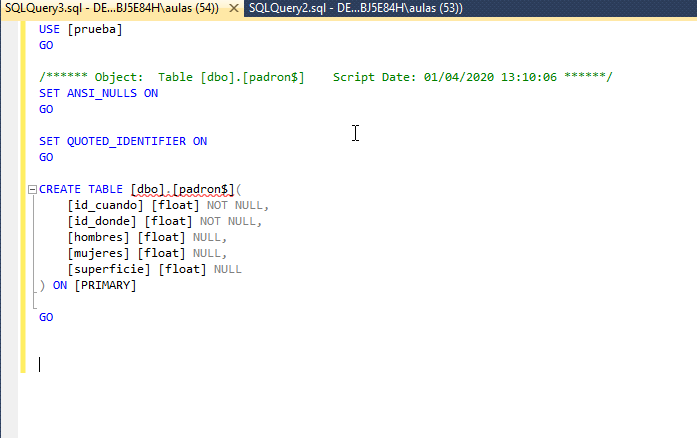 SQLQuery3.sql - DE...BJ5E84H\aulas (54)) SQLQuery2.sql - DE...BJ5E84H\aulas (53))
USE [prueba]
GO
/****** Object:  Table [dbo].[padron$]    Script Date: 01/04/2020 13:10:06 ******/
SET ANSI_NULLS ON
GO
SET QUOTED_IDENTIFIER ON
GO
CREATE TABLE [dbo].[padron$](
[id_cuando] [float] NOT NULL,
[id_donde] [float] NOT NULL,
[hombres] [float] NULL,
[mujeres] [float] NULL,
[superficie] [float] NULL
) ON [PRIMARY]
GO